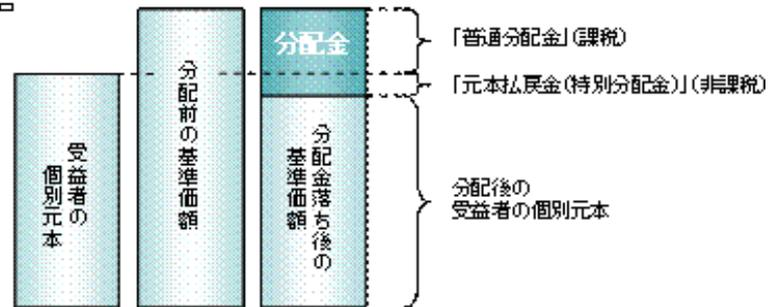 受益者の
個別元本
分配前の基準価額
分配金
分配金落ち後の
基準価額
「普通分配金」(課税)
「元本払戻金(特別分配金)」(非課税)
分配後の
受益者の個別元本